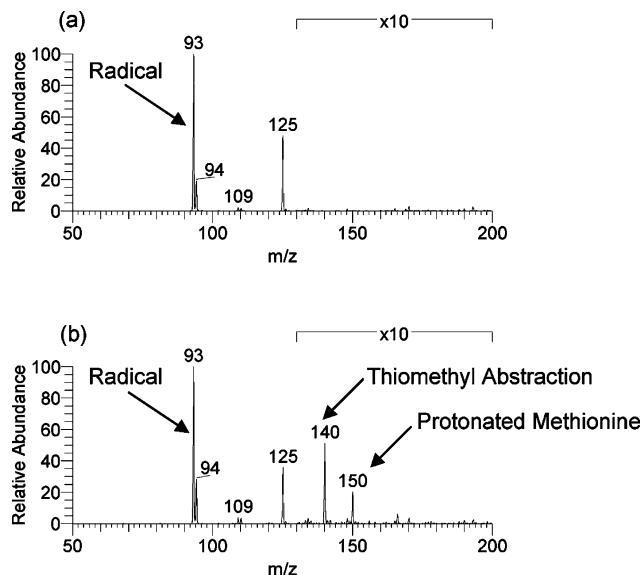 (a)
x10
93
100
Radical
80
60
125
40
94
20
109
0
50
100
150
200
m/z
Relative Abundance
(b)
x10
93
100
Radical
Thiomethyl Abstraction
80
Protonated Methionine
60
140
94
125
40
150
20
109
0
50
100
150
200
m/z
Relative Abundance